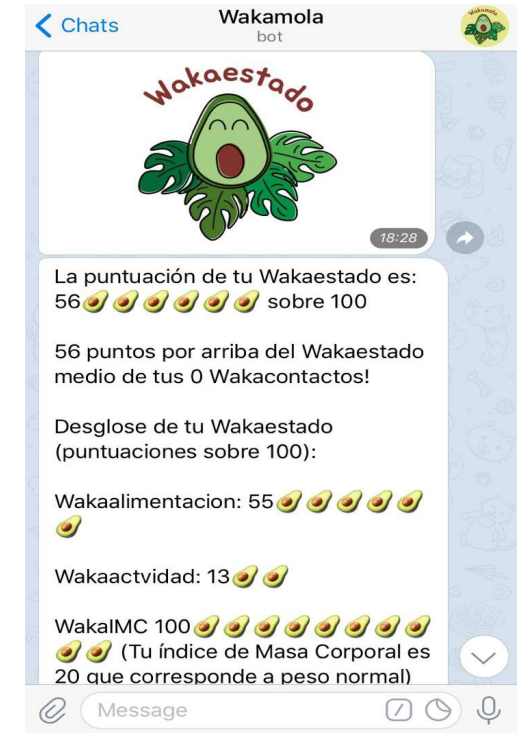 Chats
Wakamola
bot
Wakamola
Wakaestado
18:28
La puntuación de tu Wakaestado es:
56🥑🥑🥑🥑🥑🥑 sobre 100
56 puntos por arriba del Wakaestado
medio de tus 0 Wakacontactos!
Desglose de tu Wakaestado
(puntuaciones sobre 100):
Wakaalimentacion: 55🥑🥑🥑🥑🥑
🥑
Wakaactvidad: 13🥑🥑
WakaIMC 100🥑🥑🥑🥑🥑🥑🥑🥑
🥑🥑 (Tu índice de Masa Corporal es
20 que corresponde a peso normal)
Message